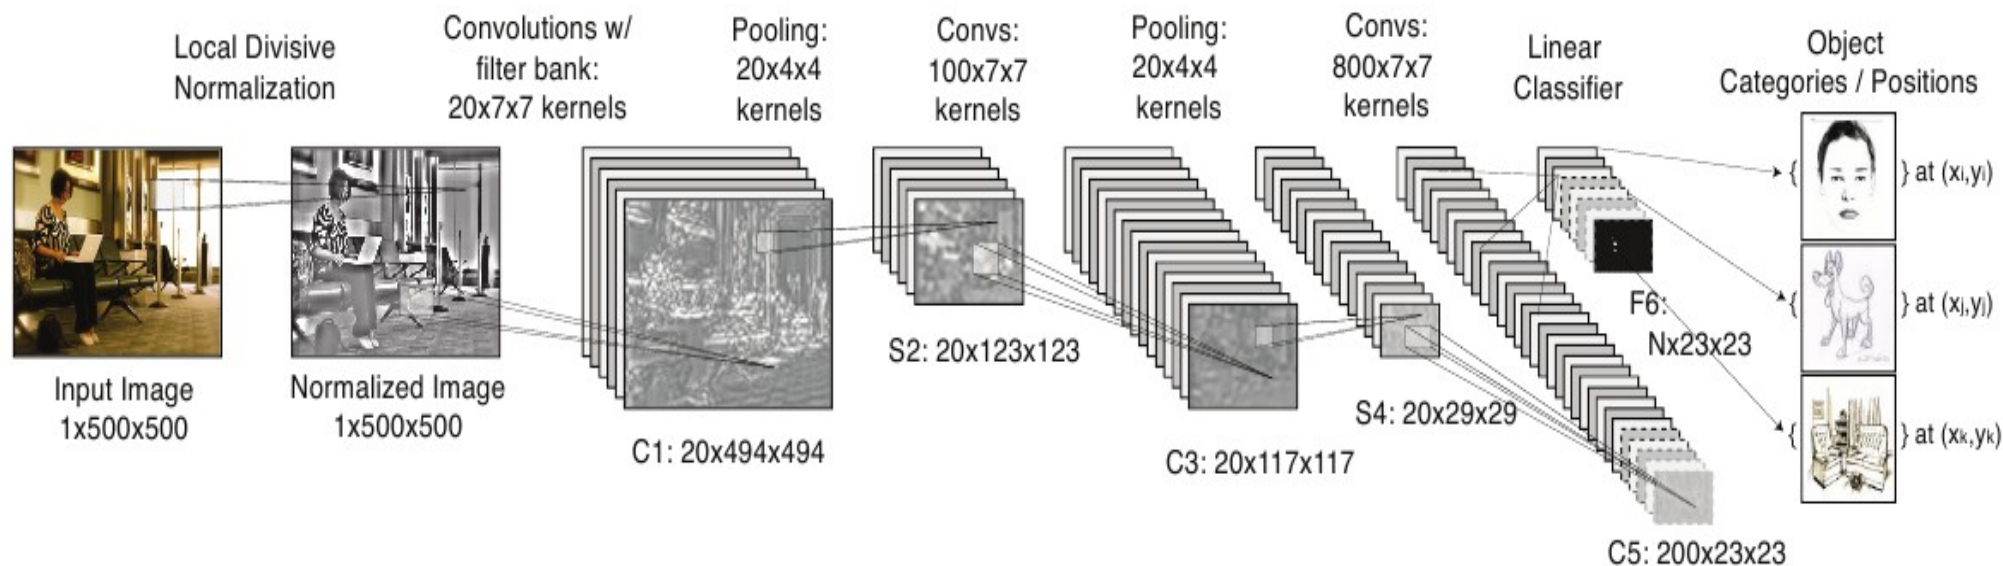 Local Divisive
Normalization
Convolutions w/
filter bank:
20x7x7 kernels
Pooling:
20x4x4
kernels
Convs:
100x7x7
kernels
Pooling:
20x4x4
kernels
Convs:
800x7x7
kernels
Linear
Classifier
Object
Categories / Positions
{ } at (xi,yi)
{ } at (xj,yj)
{ } at (xk,yk)
Input Image
1x500x500
Normalized Image
1x500x500
C1: 20x494x494
S2: 20x123x123
C3: 20x117x117
S4: 20x29x29
C5: 200x23x23
F6:
Nx23x23